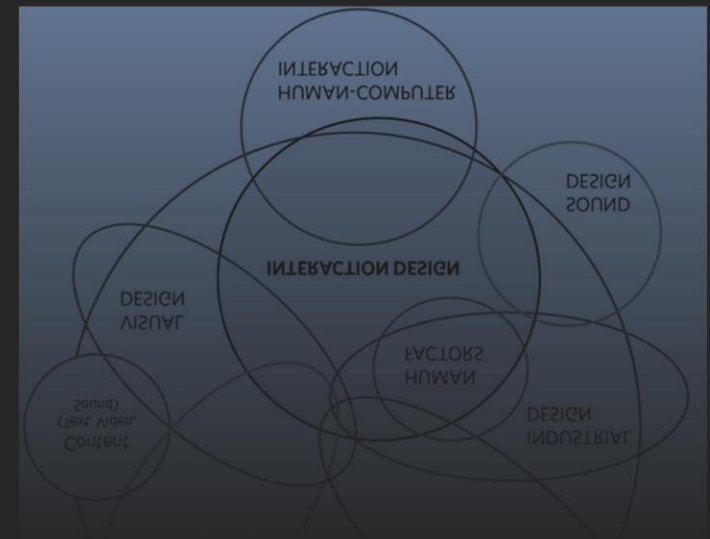 HUMAN-COMPUTER
INTERACTION
SOUND
DESIGN
INTERACTION DESIGN
VISUAL
DESIGN
HUMAN
FACTORS
INDUSTRIAL
DESIGN
Content
(Text, Video,
Sound)